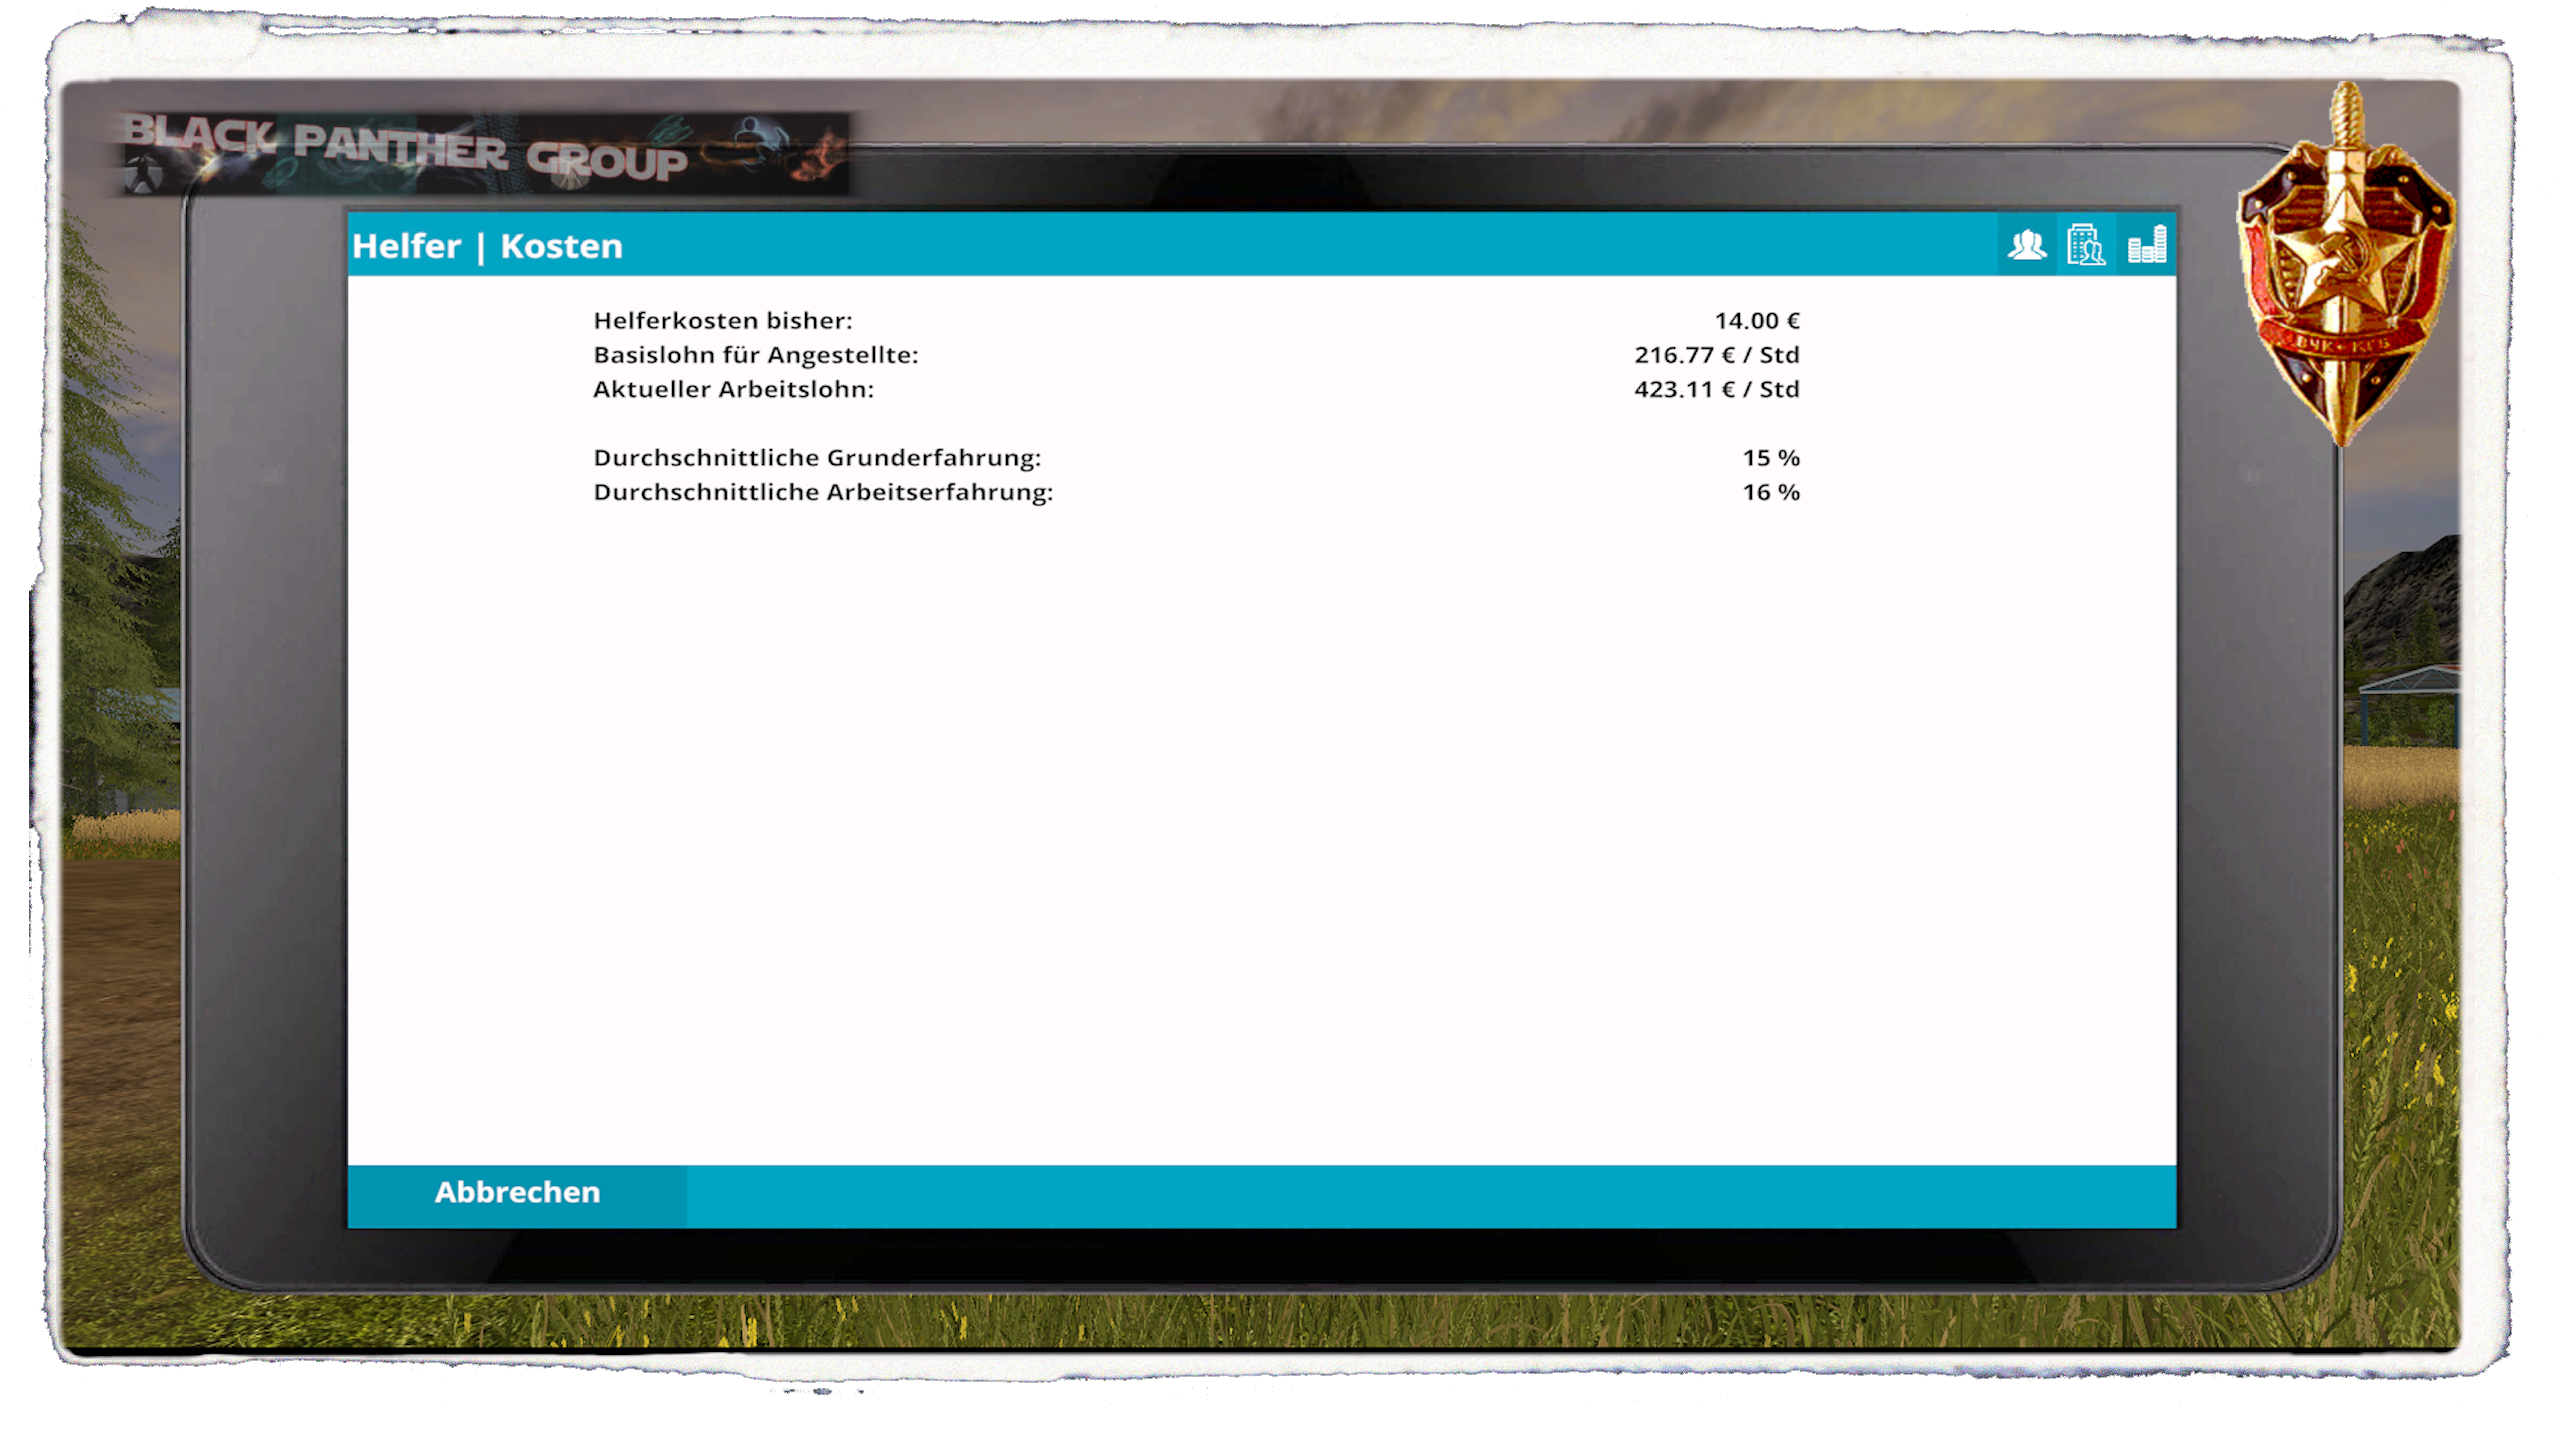 BLACK PANTHER GROUP
Helfer | Kosten
Helferkosten bisher: 14.00 €
Basislohn für Angestellte: 216.77 € / Std
Aktueller Arbeitslohn: 423.11 € / Std
Durchschnittliche Grunderfahrung: 15 %
Durchschnittliche Arbeitserfahrung: 16 %
Abbrechen
ВЧК КГБ